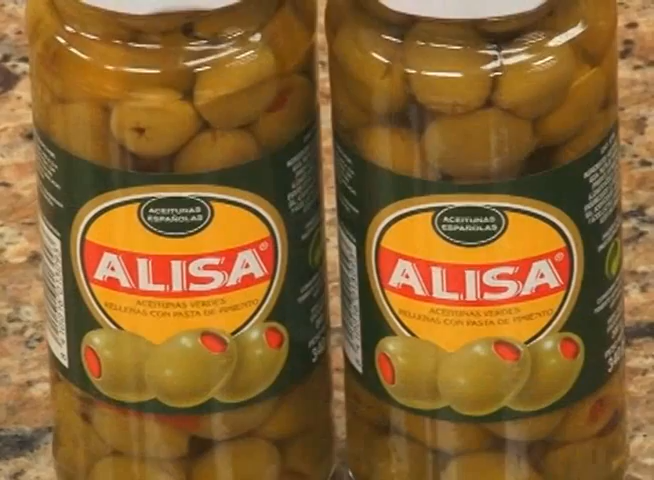 ACEITUNAS
ESPAÑOLAS
ALISA®
ACEITUNAS VERDES
RELLENAS CON PASTA DE PIMIENTO
ACEITUNAS
ESPAÑOLAS
ALISA®
ACEITUNAS VERDES
RELLENAS CON PASTA DE PIMIENTO